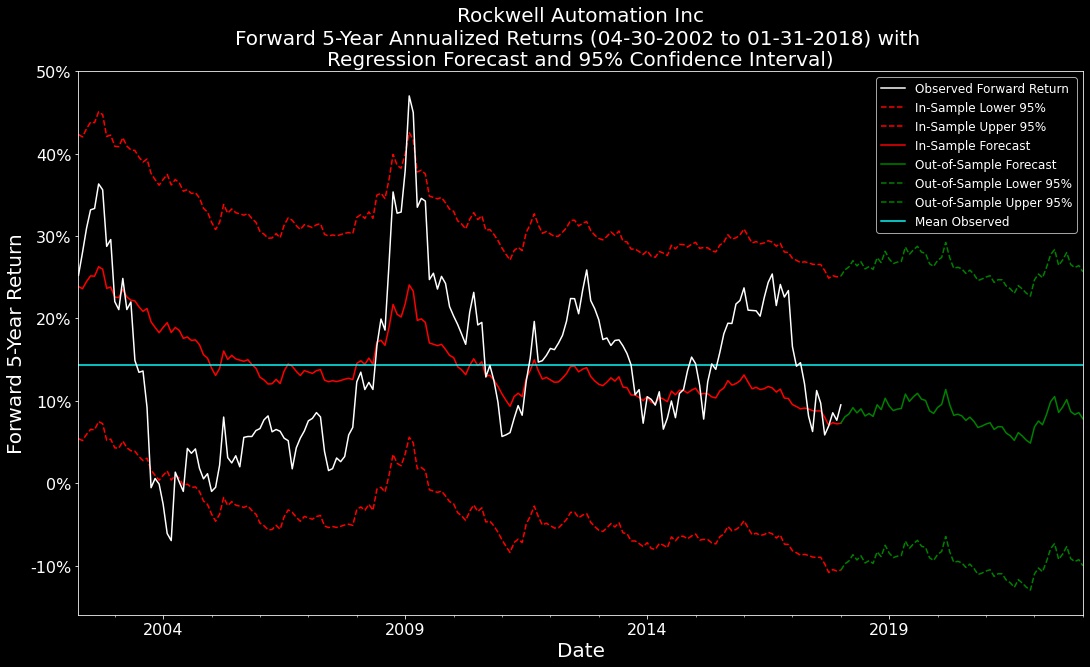 Rockwell Automation Inc
Forward 5-Year Annualized Returns (04-30-2002 to 01-31-2018) with
Regression Forecast and 95% Confidence Interval)
Forward 5-Year Return
50%
40%
30%
20%
10%
0%
-10%
Observed Forward Return
In-Sample Lower 95%
In-Sample Upper 95%
In-Sample Forecast
Out-of-Sample Forecast
Out-of-Sample Lower 95%
Out-of-Sample Upper 95%
Mean Observed
2004
2009
2014
2019
Date